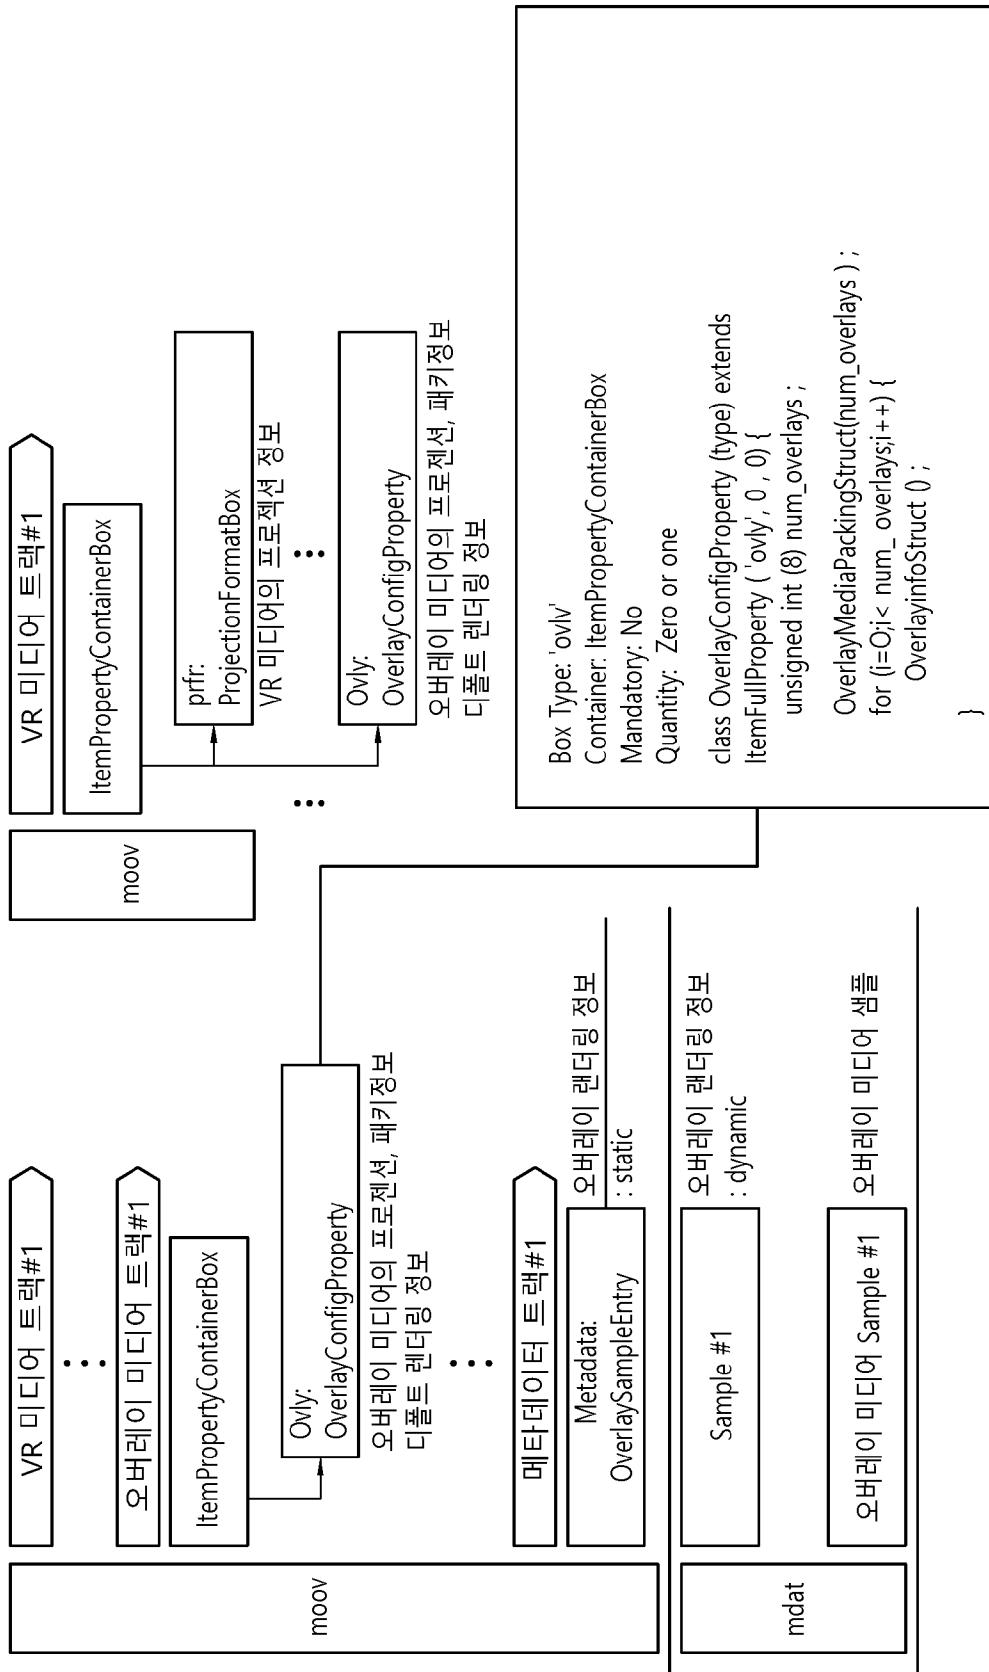 moov
VR 미디어 트랙#1
오버레이 미디어 트랙#1
ItemPropertyContainerBox
Ovly:
OverlayConfigProperty
오버레이 미디어의 프로젠션, 패키정보
디폴트 렌더링 정보
메타데이터 트랙#1
Metadata:
OverlaySampleEntry
오버레이 랜더링 정보
: static
mdat
Sample #1
오버레이 랜더링 정보
: dynamic
오버레이 미디어 Sample #1
오버레이 미디어 샘플
moov
VR 미디어 트랙#1
ItemPropertyContainerBox
prfr:
ProjectionFormatBox
VR 미디어의 프로젝션 정보
Ovly:
OverlayConfigProperty
오버레이 미디어의 프로젠션, 패키정보
디폴트 렌더링 정보
Box Type: 'ovlv'
Container: ItemPropertyContainerBox
Mandatory: No
Quantity: Zero or one
class OverlayConfigProperty (type) extends
ItemFullProperty ( 'ovly', 0 , 0) {
unsigned int (8) num_overlays ;
OverlayMediaPackingStruct(num_overlays ) ;
for (i=O;i< num_ overlays;i++) {
OverlayinfoStruct () ;
}